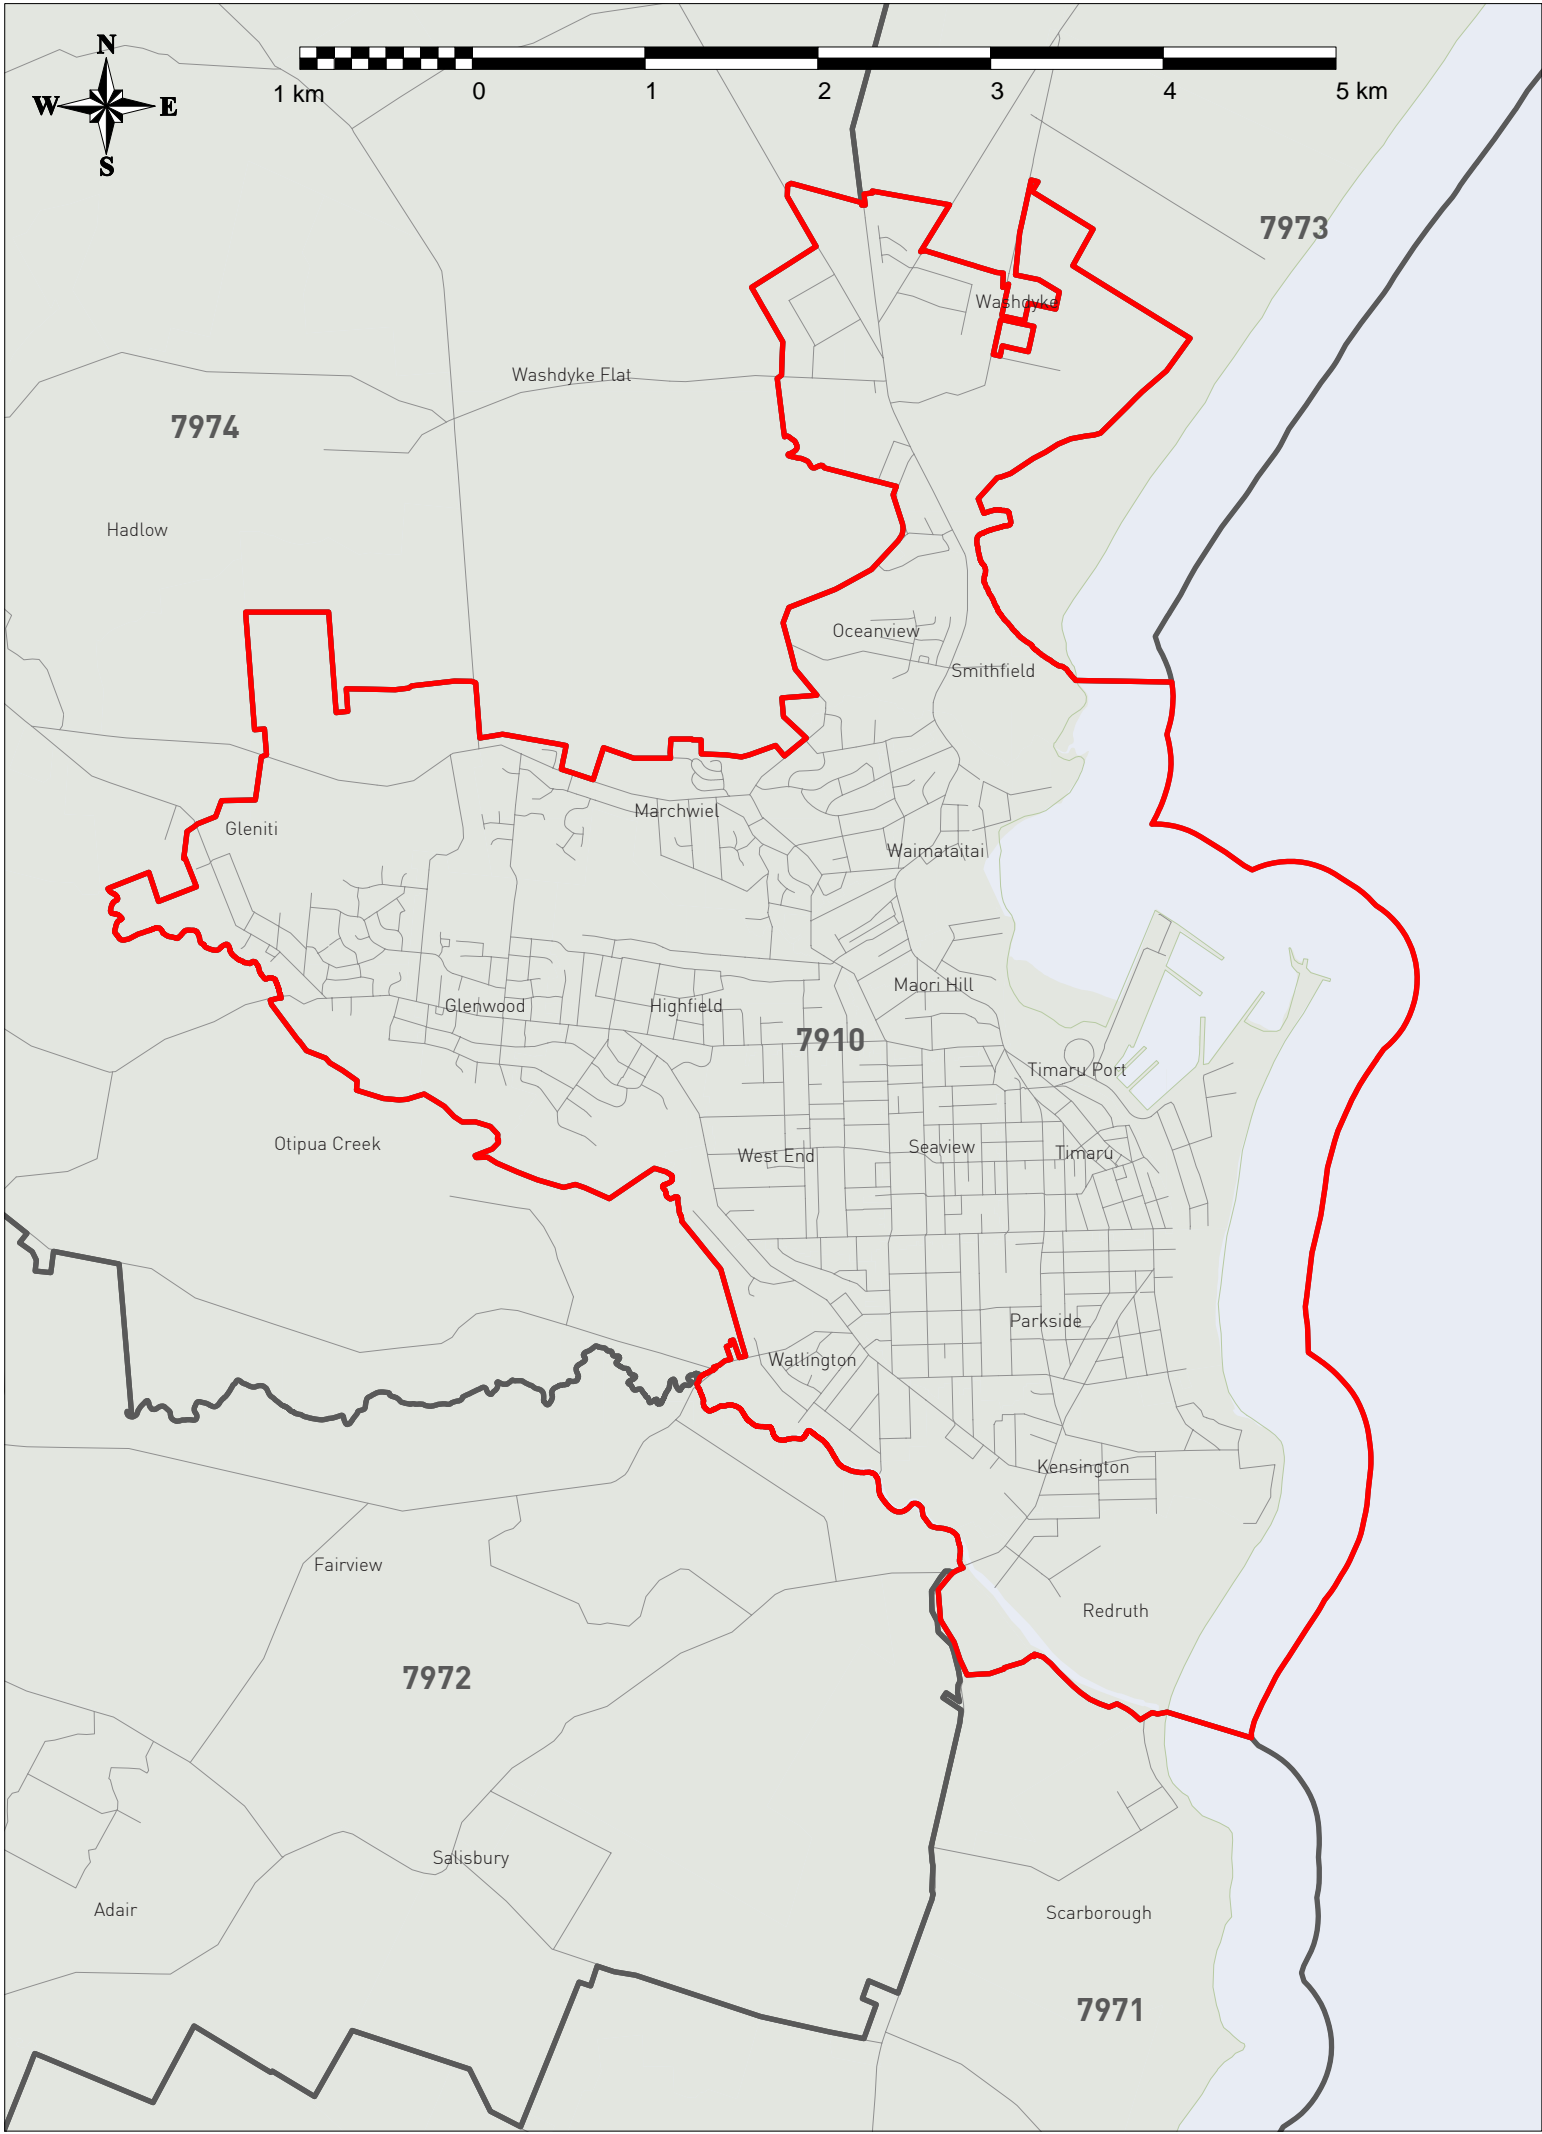 N
W E
S
1 km 0 1 2 3 4 5 km
7973
Washdyke
Washdyke Flat
7974
Hadlow
Oceanview
Smithfield
Marchwiel
Gleniti
Waimataitai
Maori Hill
Glenwood
Highfield
7910
Timaru Port
Otipua Creek
West End
Seaview
Timaru
Parkside
Watlington
Kensington
Fairview
Redruth
7972
Salisbury
Adair
Scarborough
7971